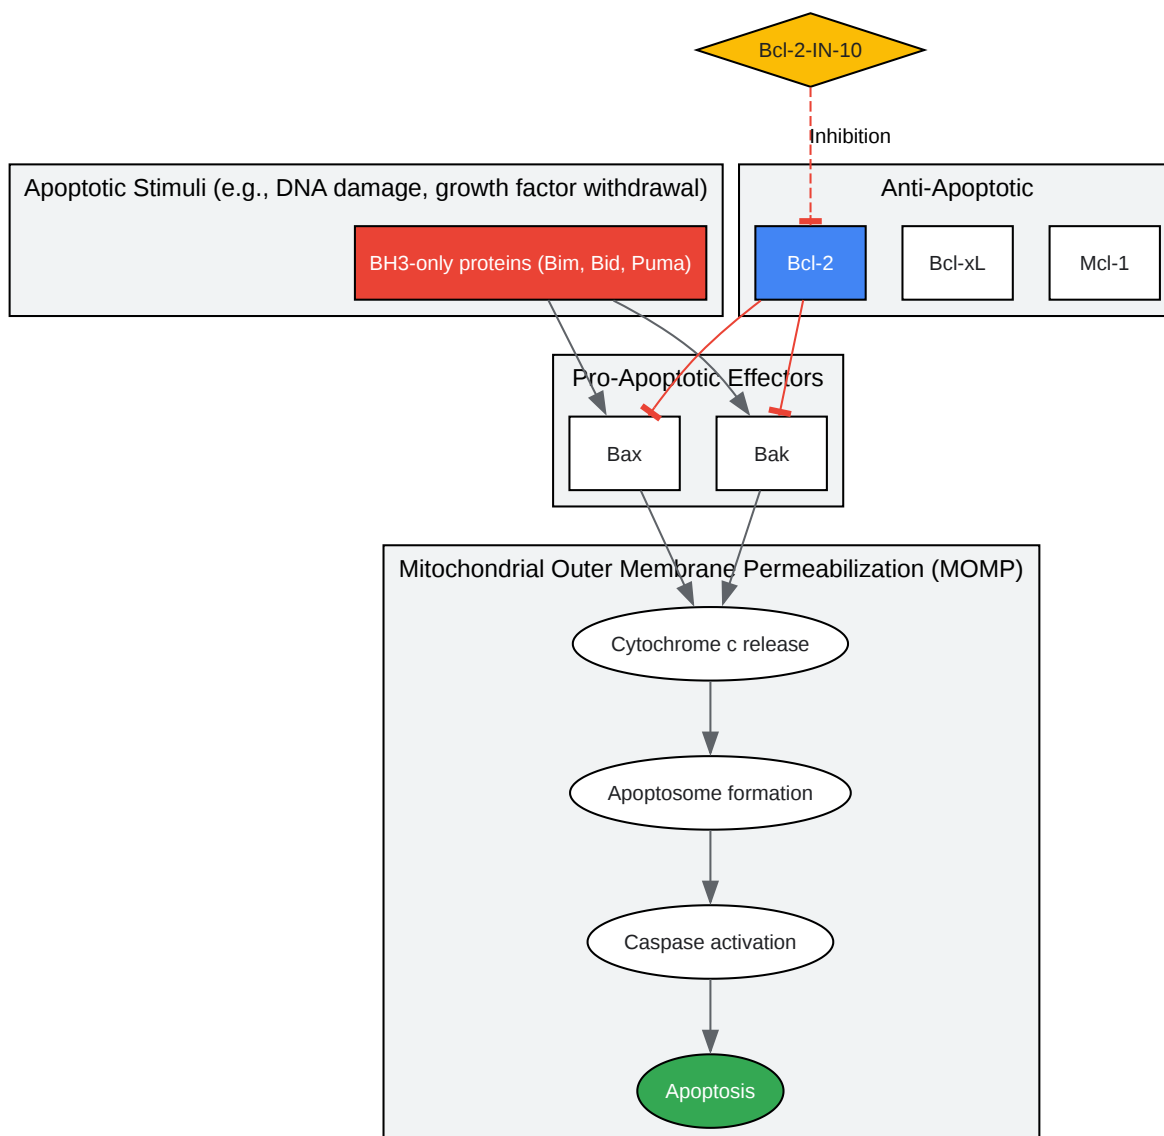 Bcl-2-IN-10
Inhibition
Apoptotic Stimuli (e.g., DNA damage, growth factor withdrawal)
Anti-Apoptotic
BH3-only proteins (Bim, Bid, Puma)
Bcl-2
Bcl-xL
Mcl-1
Pro-Apoptotic Effectors
Bax
Bak
Mitochondrial Outer Membrane Permeabilization (MOMP)
Cytochrome c release
Apoptosome formation
Caspase activation
Apoptosis